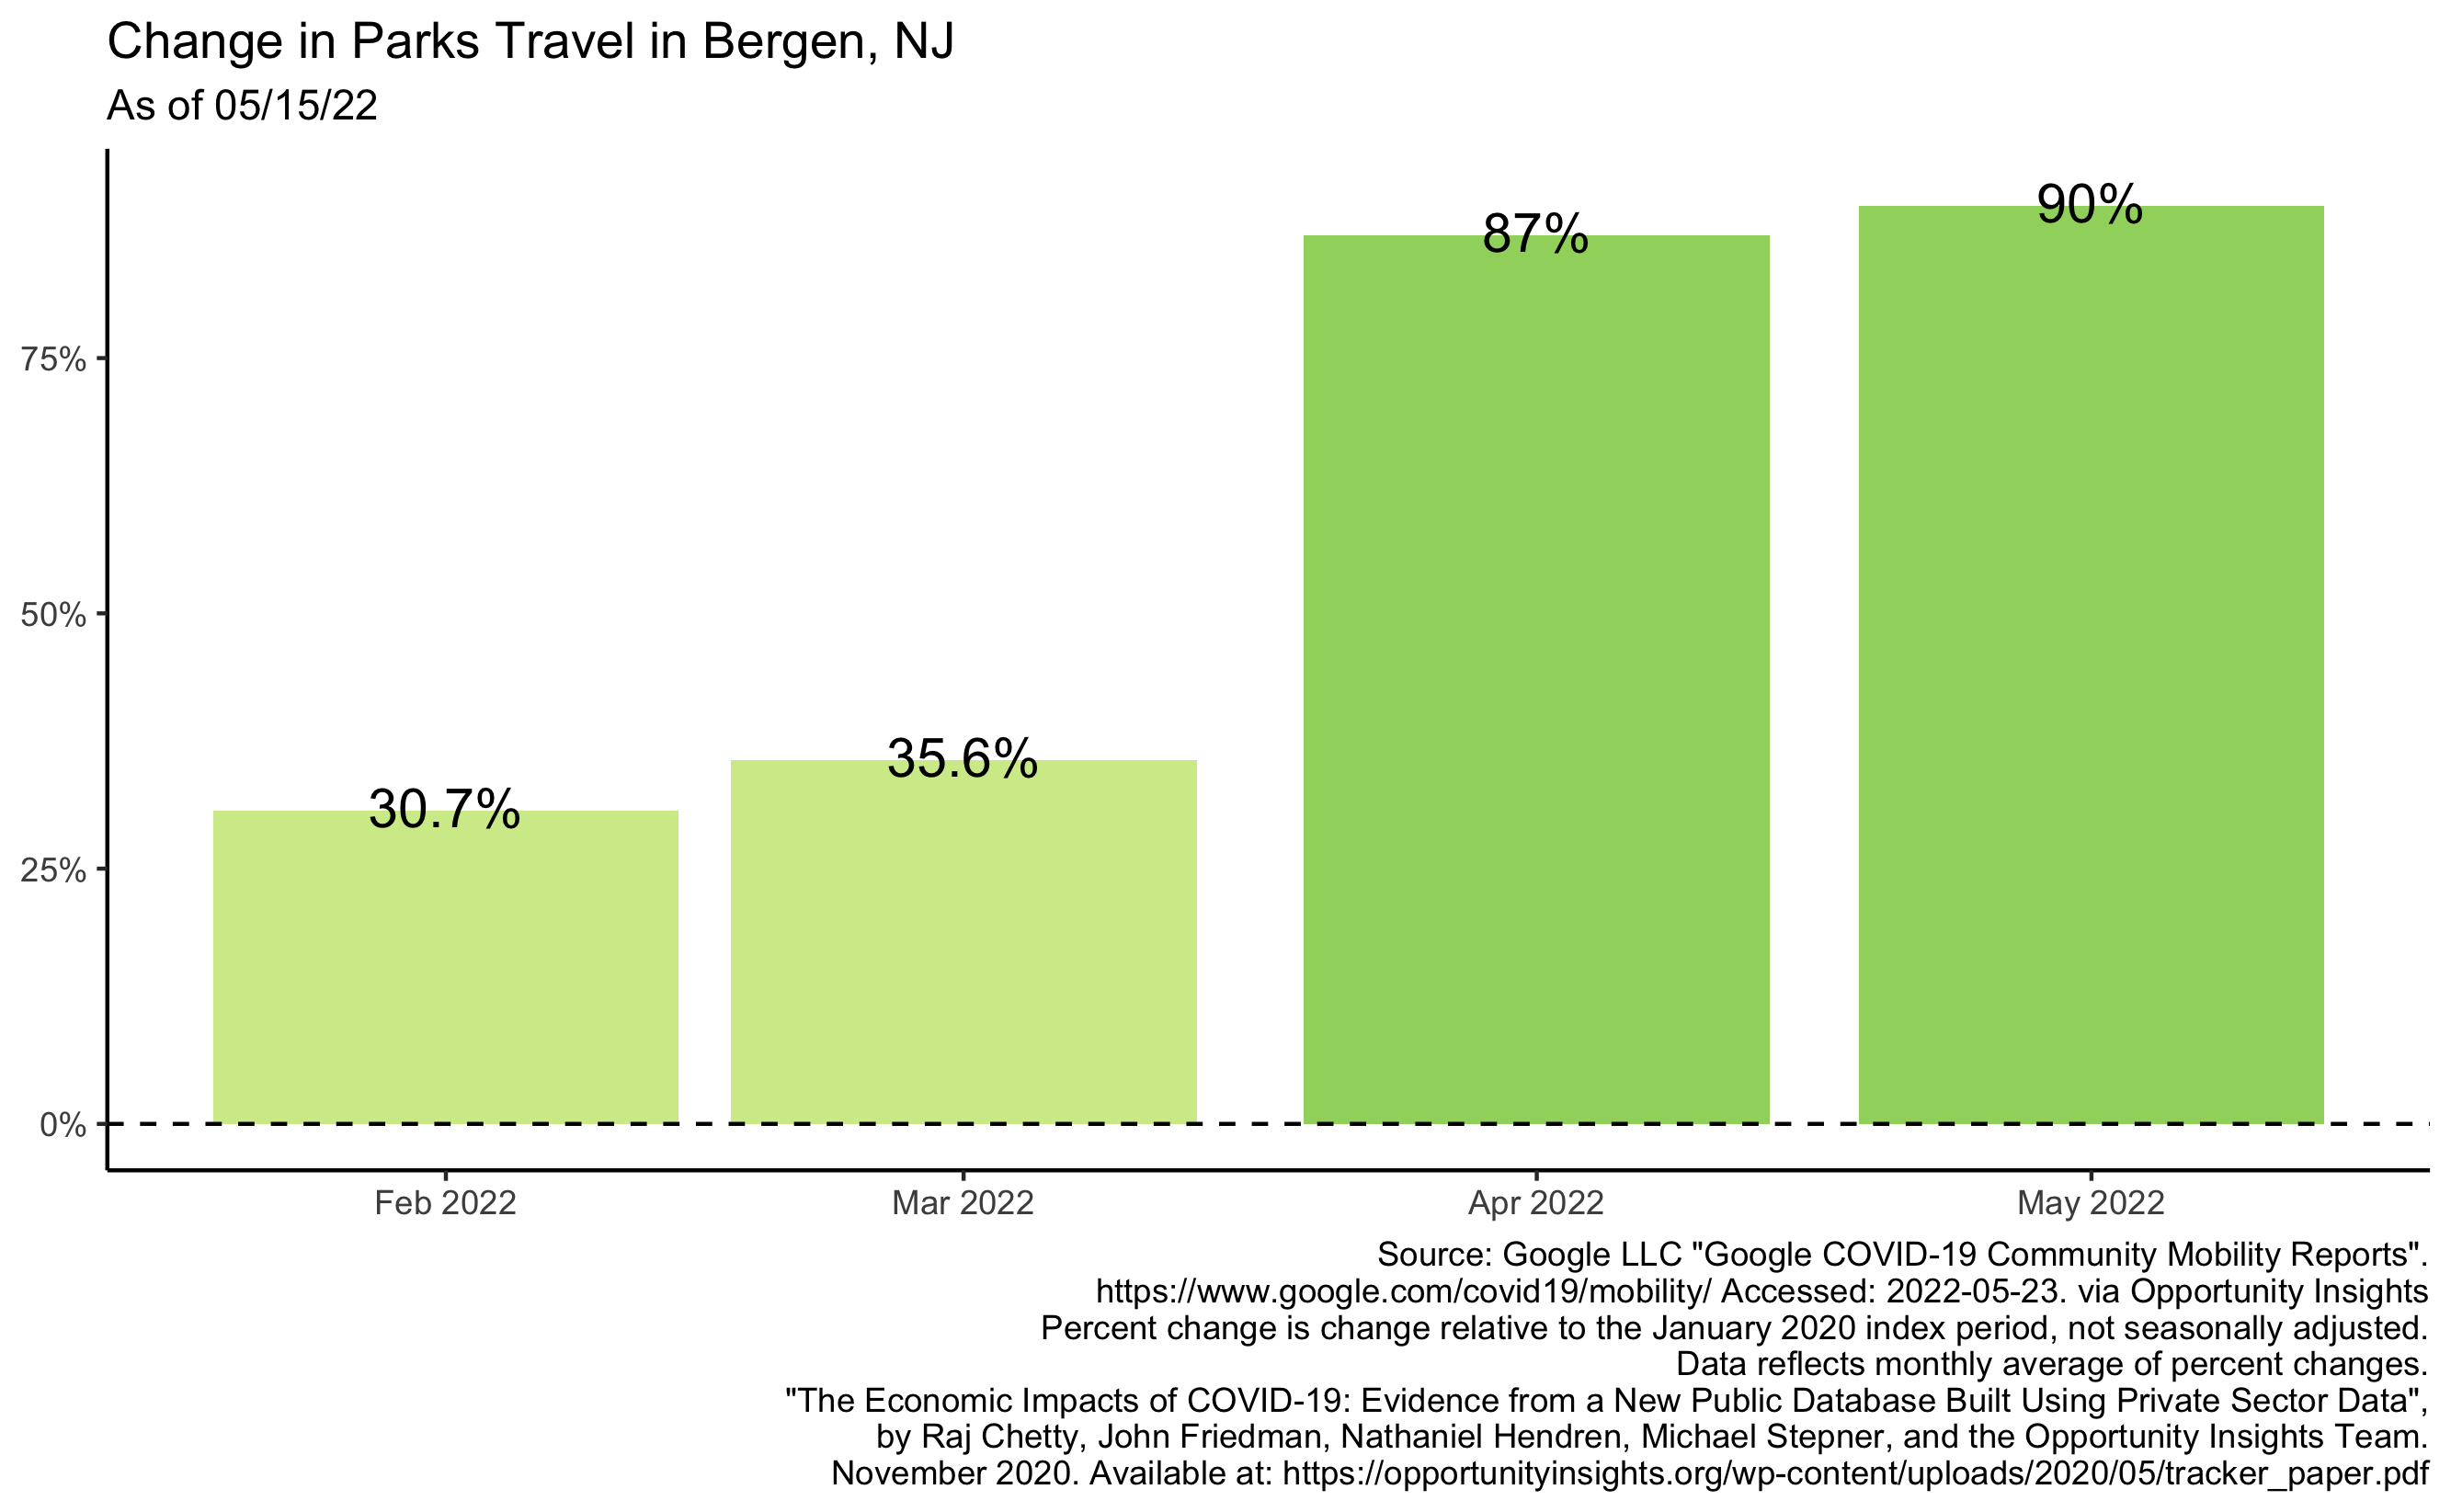 Change in Parks Travel in Bergen, NJ
As of 05/15/22
90%
87%
75%
50%
35.6%
30.7%
25%
0%
Feb 2022
Mar 2022
Apr 2022
May 2022
Source: Google LLC "Google COVID-19 Community Mobility Reports".
https://www.google.com/covid19/mobility/ Accessed: 2022-05-23. via Opportunity Insights
Percent change is change relative to the January 2020 index period, not seasonally adjusted.
Data reflects monthly average of percent changes.
"The Economic Impacts of COVID-19: Evidence from a New Public Database Built Using Private Sector Data",
by Raj Chetty, John Friedman, Nathaniel Hendren, Michael Stepner, and the Opportunity Insights Team.
November 2020. Available at: https://opportunityinsights.org/wp-content/uploads/2020/05/tracker_paper.pdf